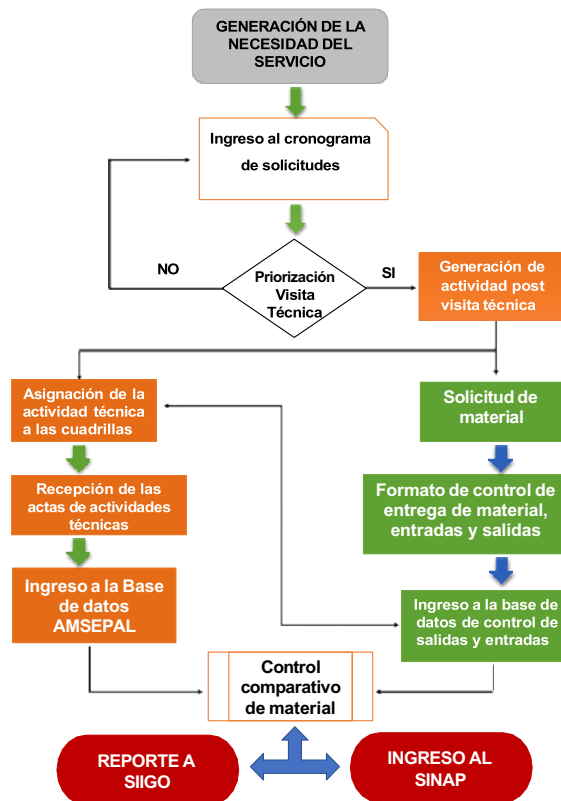 GENERACIÓN DE LA
NECESIDAD DEL
SERVICIO
Ingreso al cronograma
de solicitudes
NO
Priorización
Visita
Técnica
SI
Generación de
actividad post
visita técnica
Asignación de la
actividad técnica
a las cuadrillas
Solicitud de
material
Recepción de las
actas de actividades
técnicas
Formato de control de
entrega de material,
entradas y salidas
Ingreso a la Base
de datos
AMSEPAL
Ingreso a la base de
datos de control de
salidas y entradas
Control
comparativo
de material
REPORTE A
SIIGO
INGRESO AL
SINAP